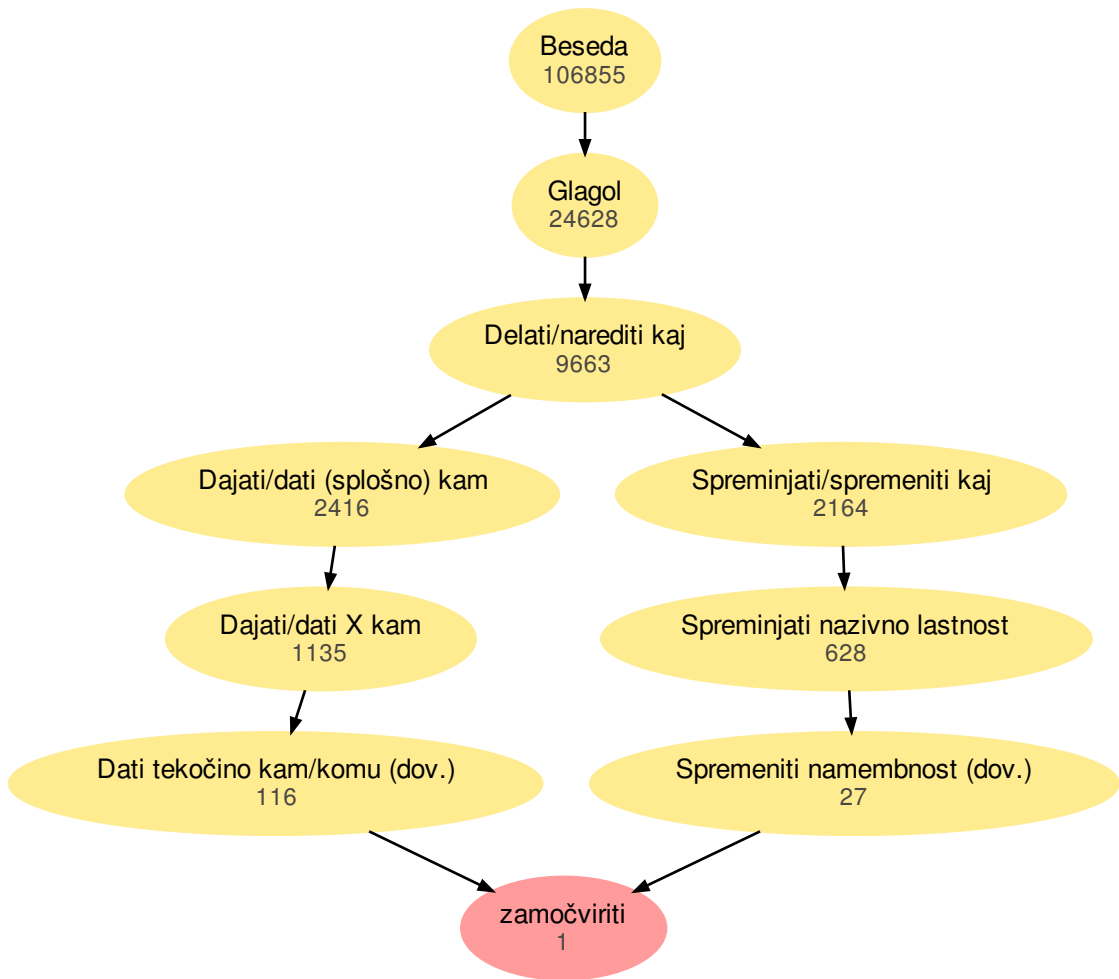 Beseda
106855
Glagol
24628
Delati/narediti kaj
9663
Dajati/dati (splošno) kam
2416
Spreminjati/spremeniti kaj
2164
Dajati/dati X kam
1135
Spreminjati nazivno lastnost
628
Dati tekočino kam/komu (dov.)
116
Spremeniti namembnost (dov.)
27
zamočviriti
1